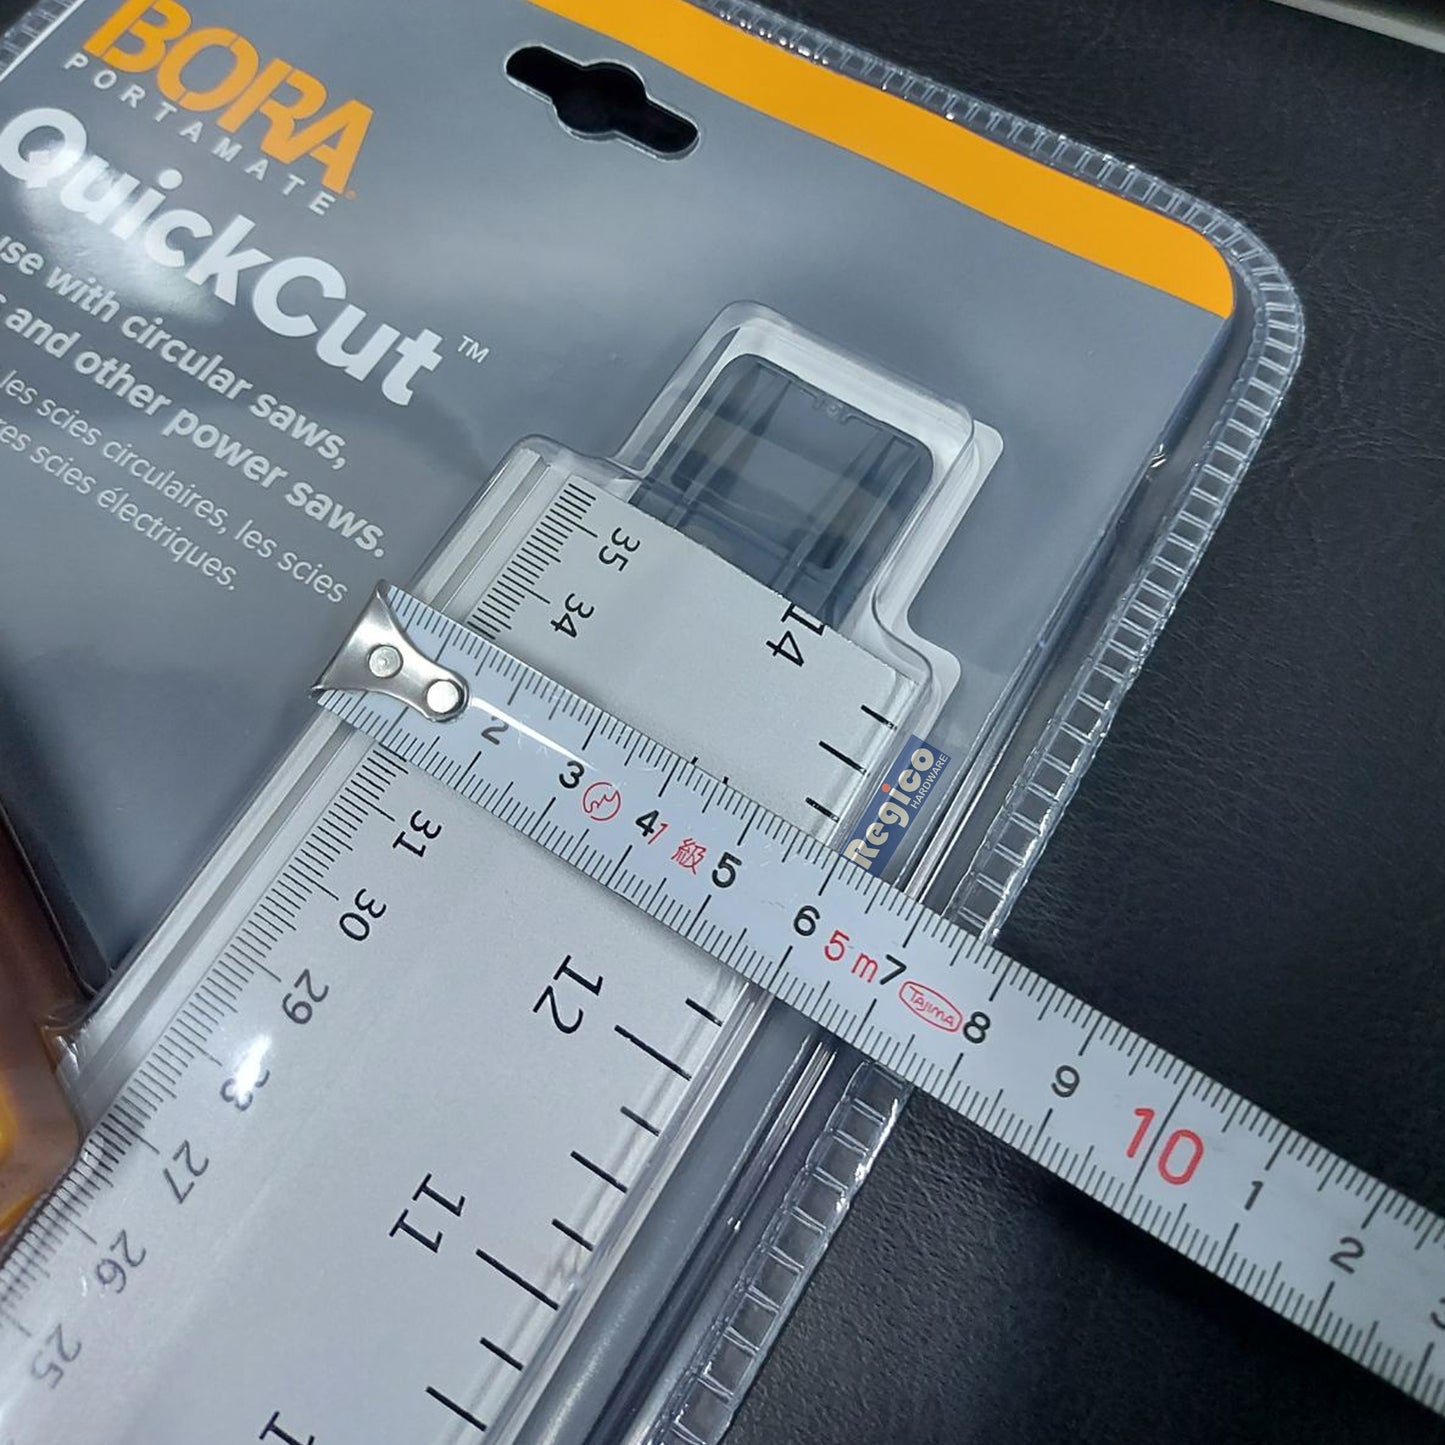 BORA
PORTAMATE
QuickCut™
use with circular saws,
and other power saws.
les scies circulaires, les scies
scies électriques.
35
34
14
2 3 4 1級 5 6 5m 7 TAJIMA 8 9 10 1 2
Regico
HARDWARE
31
30
29
27
26
25
12
11